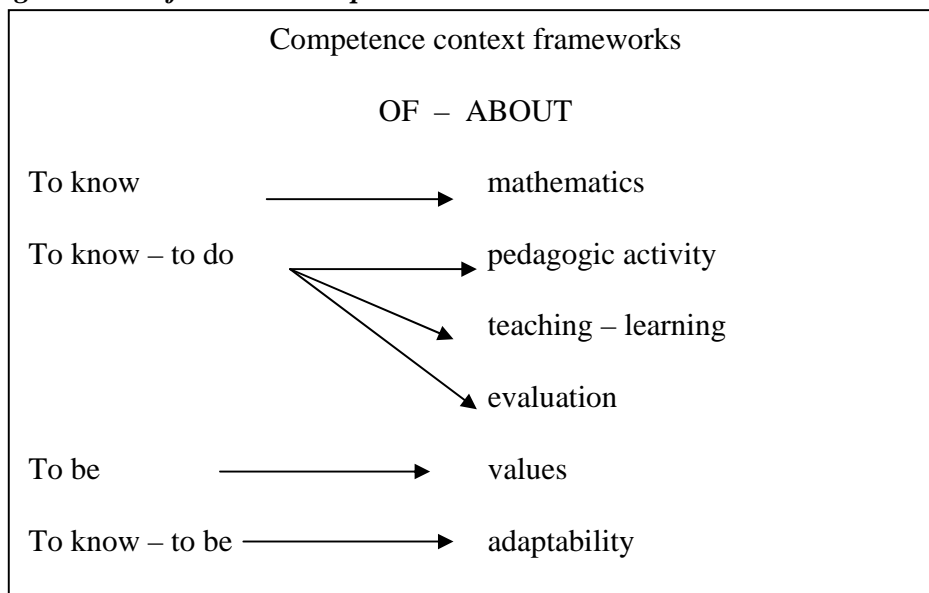 Competence context frameworks
OF – ABOUT
To know mathematics
To know – to do pedagogic activity
teaching – learning
evaluation
To be values
To know – to be adaptability